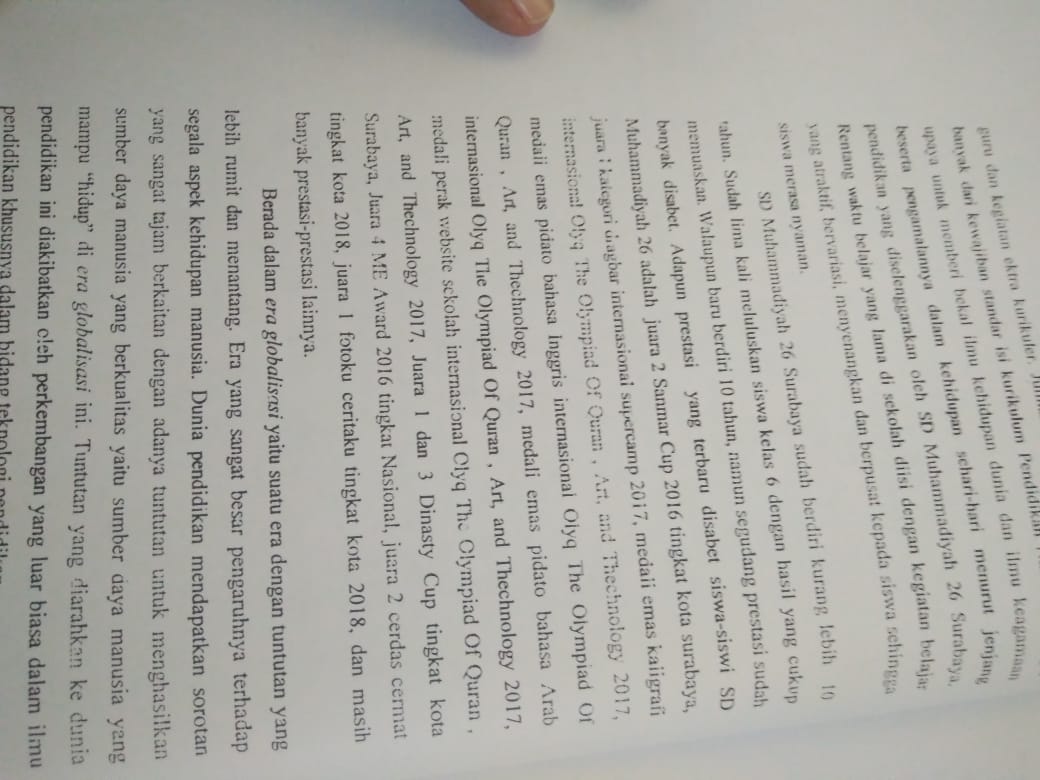 guru dan kegiatan ektra kurikuler.
banyak dari kewajiban standar isi kurikulum Pendidikan
upaya untuk memberi bekal ilmu kehidupan dunia dan ilmu keagamaan
beserta pengamalannya dalam kehidupan sehari-hari menurut jenjang
pendidikan yang diselenggarakan oleh SD Muhammadiyah 26 Surabaya.
Rentang waktu belajar yang lama di sekolah diisi dengan kegiatan belajar
yang atraktif, bervariasi, menyenangkan dan berpusat kepada siswa sehingga
siswa merasa nyaman.
SD Muhammadiyah 26 Surabaya sudah berdiri kurang lebih 10
tahun. Sudah lima kali meluluskan siswa kelas 6 dengan hasil yang cukup
memuaskan. Walaupun baru berdiri 10 tahun, namun segudang prestasi sudah
banyak disabet. Adapun prestasi yang terbaru disabet siswa-siswi SD
Muhammadiyah 26 adalah juara 2 Sanmar Cup 2016 tingkat kota surabaya,
juara kategori dragbar internasional supercamp 2017, medali emas kaligrafi
internasional Olyq The Olympiad Of Quran , Art, and Thechnology 2017,
medali emas pidato bahasa Inggris internasional Olyq The Olympiad Of
Quran , Art, and Thechnology 2017, medali emas pidato bahasa Arab
internasional Olyq The Olympiad Of Quran , Art, and Thechnology 2017,
medali perak website sekolah internasional Olyq The Olympiad Of Quran ,
Art, and Thechnology 2017, Juara 1 dan 3 Dinasty Cup tingkat kota
Surabaya, Juara 4 ME Award 2016 tingkat Nasional, juara 2 cerdas cermat
tingkat kota 2018, juara 1 fotoku ceritaku tingkat kota 2018, dan masih
banyak prestasi-prestasi lainnya.
Berada dalam era globalisasi yaitu suatu era dengan tuntutan yang
lebih rumit dan menantang. Era yang sangat besar pengaruhnya terhadap
segala aspek kehidupan manusia. Dunia pendidikan mendapatkan sorotan
yang sangat tajam berkaitan dengan adanya tuntutan untuk menghasilkan
sumber daya manusia yang berkualitas yaitu sumber daya manusia yang
mampu “hidup” di era globalisasi ini. Tuntutan yang diarahkan ke dunia
pendidikan ini diakibatkan oleh perkembangan yang luar biasa dalam ilmu
pendidikan khususnya dalam bidang teknologi